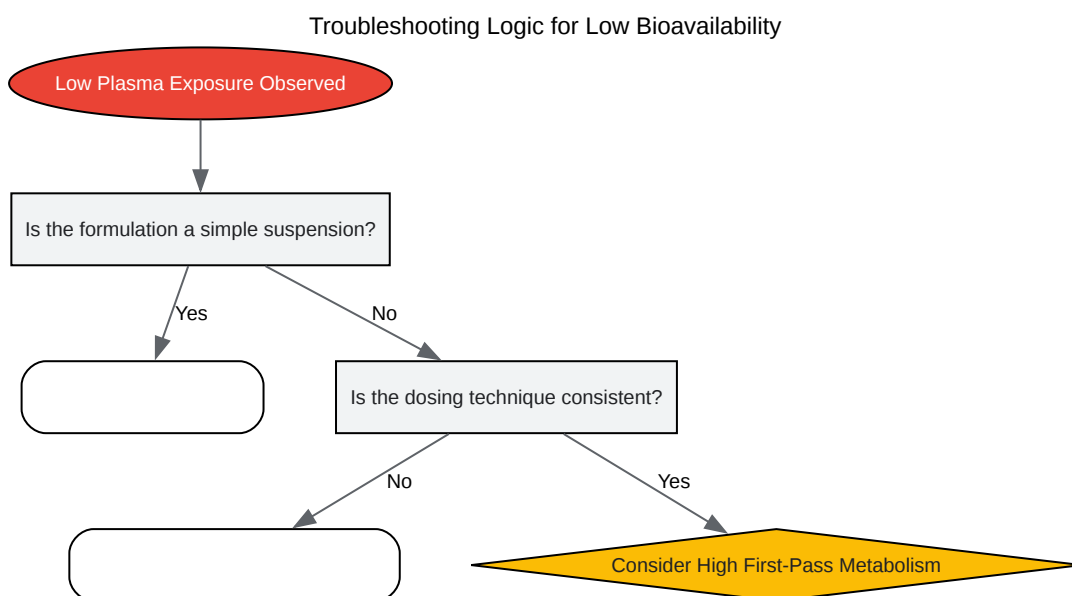 Troubleshooting Logic for Low Bioavailability
Low Plasma Exposure Observed
Is the formulation a simple suspension?
Yes
No
Is the dosing technique consistent?
No
Yes
Consider High First-Pass Metabolism